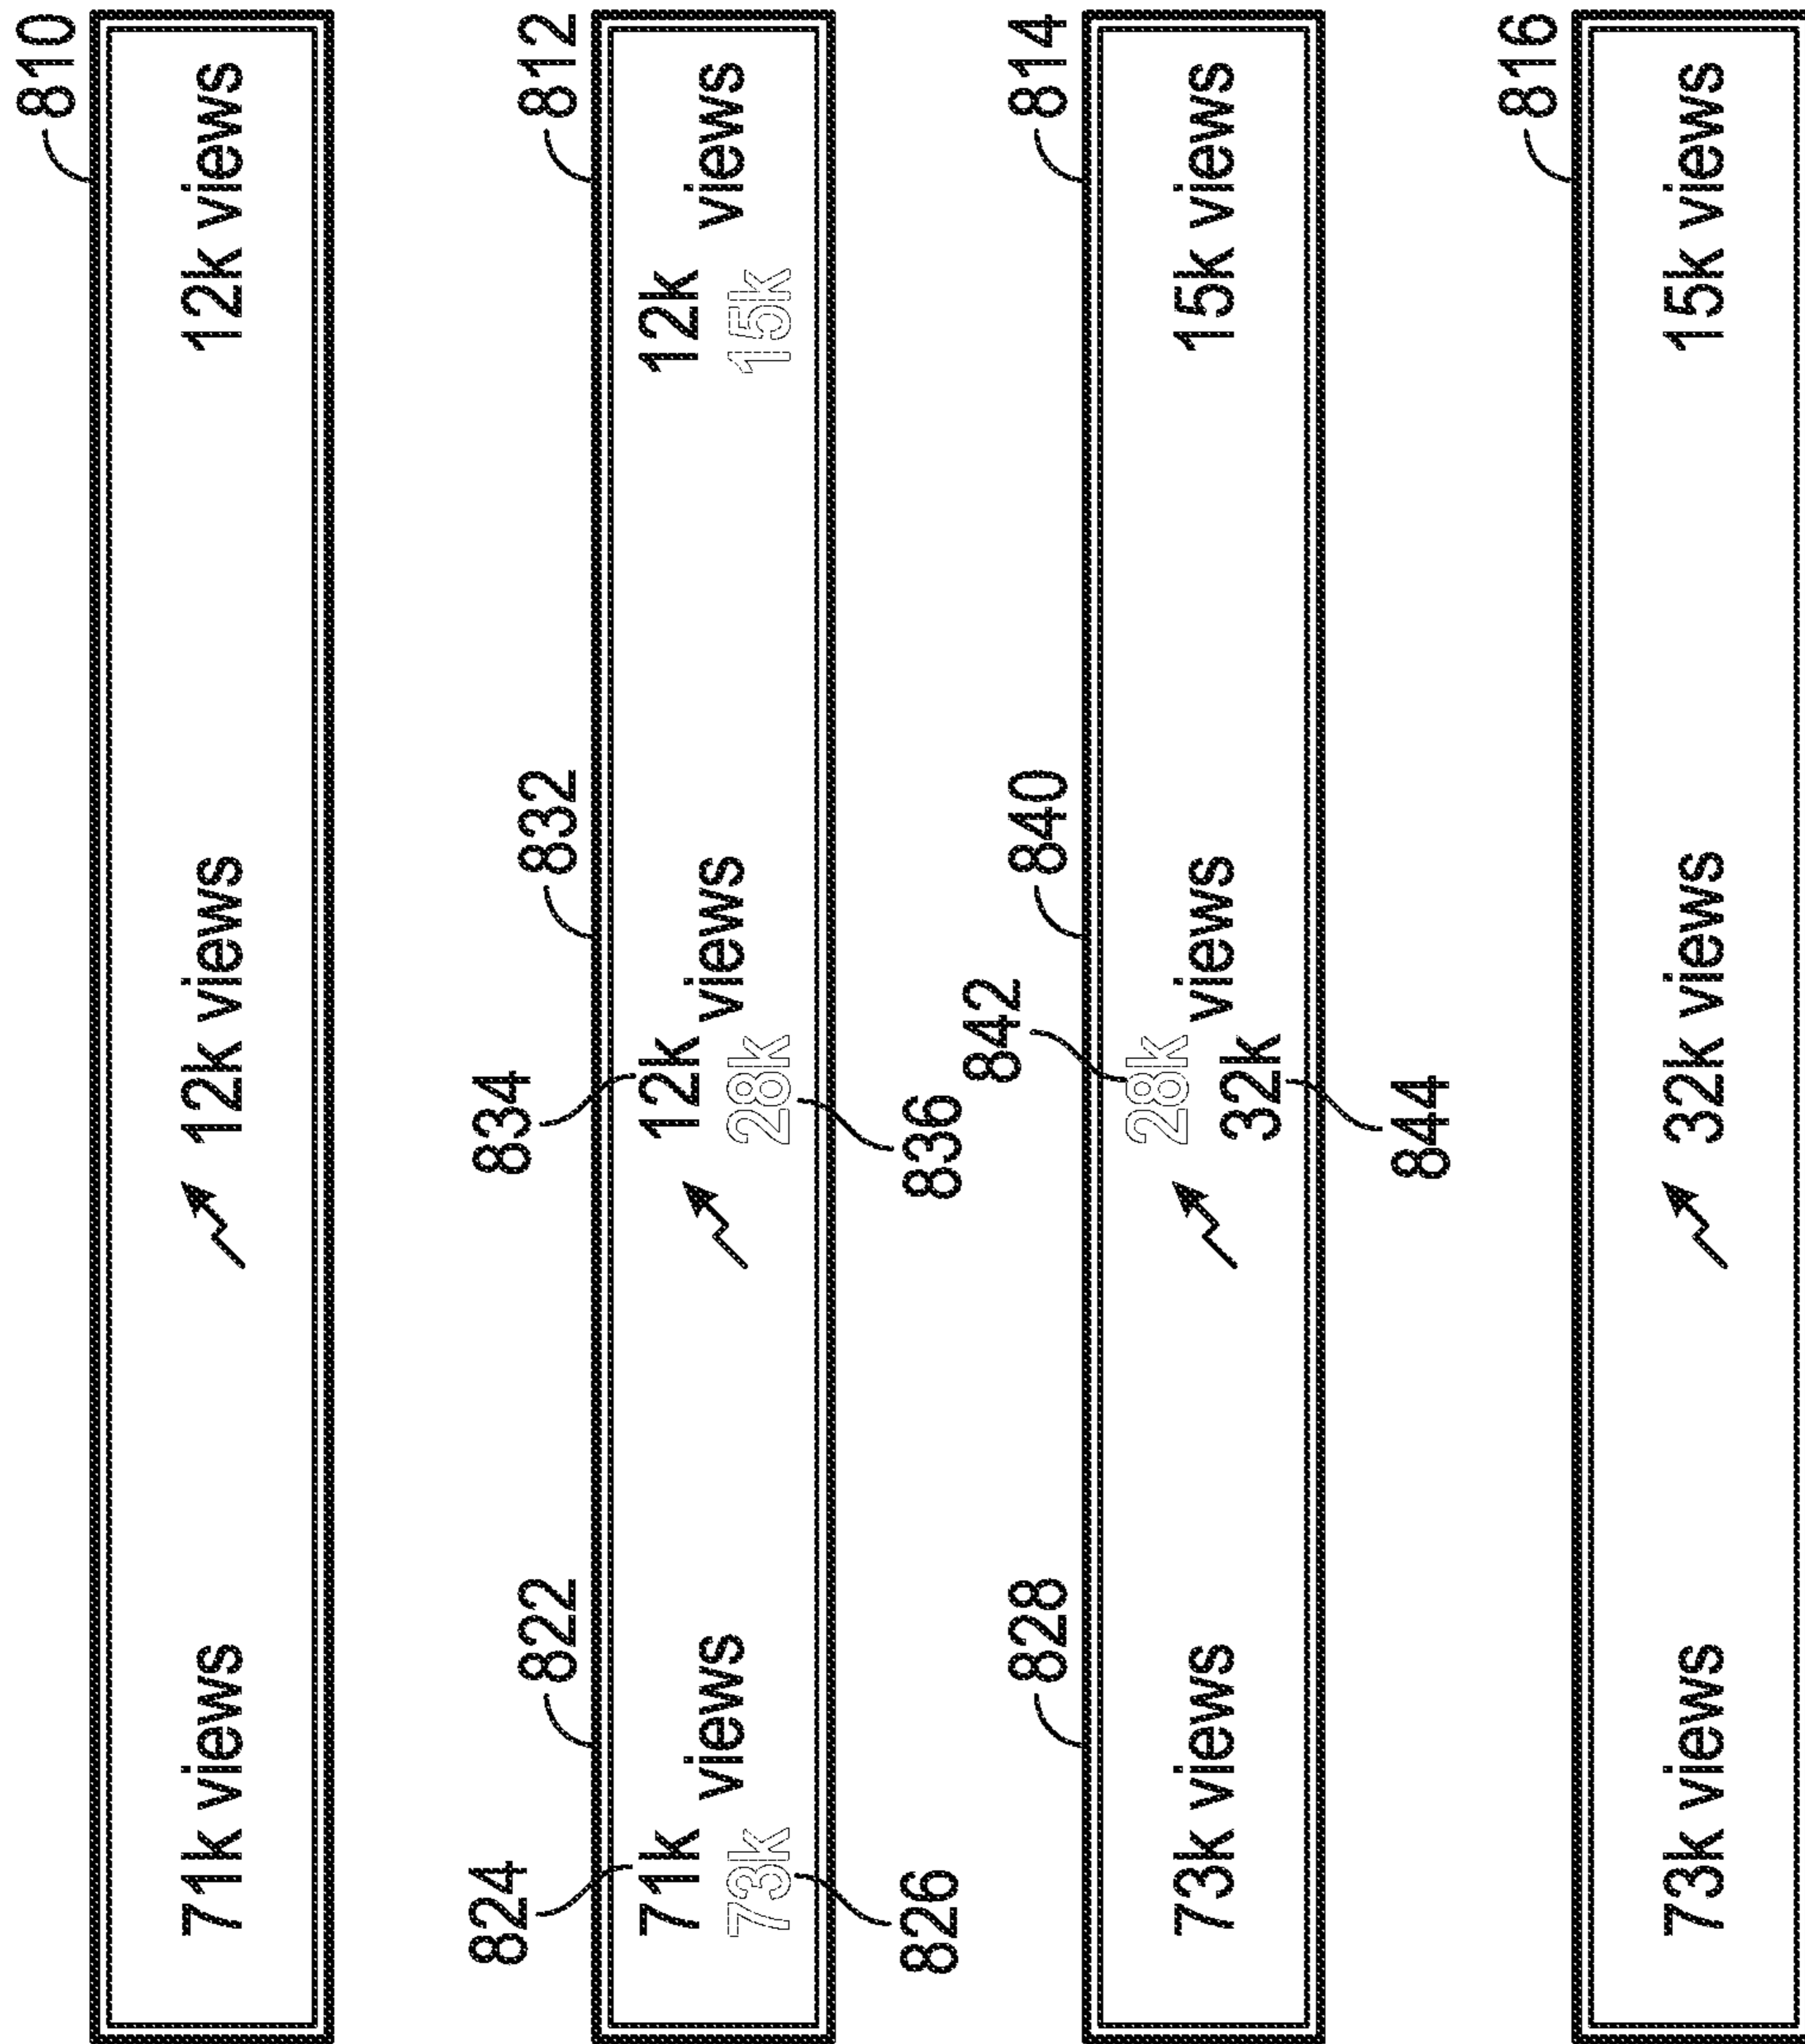 810
71k views 12k views 12k views
822 832 812
824 834
71k 12k 12k
views views views
73k 28k 15k
826 836
828 840 814
842
28k
73k views views 15k views
32k
844
816
73k views 32k views 15k views